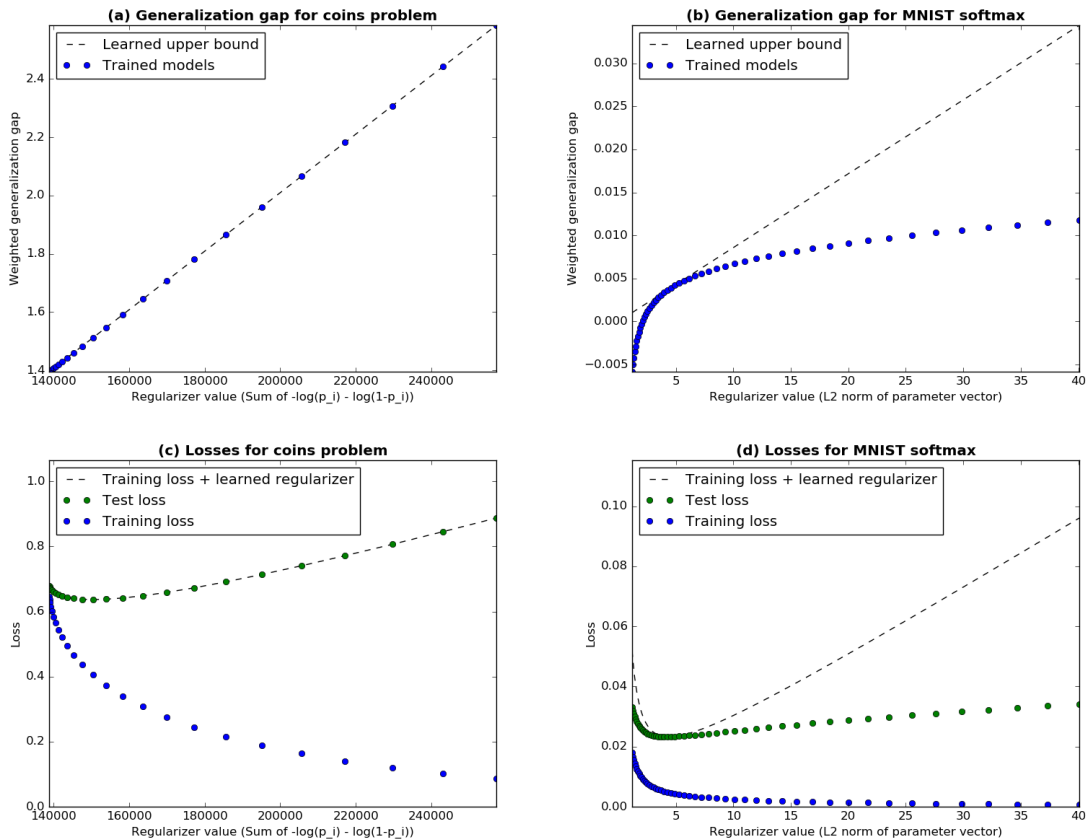 (a) Generalization gap for coins problem
Learned upper bound
Trained models
Weighted generalization gap
2.4
2.2
2.0
1.8
1.6
1.4
140000 160000 180000 200000 220000 240000
Regularizer value (Sum of -log(p_i) - log(1-p_i))
(b) Generalization gap for MNIST softmax
Learned upper bound
Trained models
Weighted generalization gap
0.030
0.025
0.020
0.015
0.010
0.005
0.000
−0.005
5 10 15 20 25 30 35 40
Regularizer value (L2 norm of parameter vector)
(c) Losses for coins problem
Training loss + learned regularizer
Test loss
Training loss
Loss
1.0
0.8
0.6
0.4
0.2
0.0
140000 160000 180000 200000 220000 240000
Regularizer value (Sum of -log(p_i) - log(1-p_i))
(d) Losses for MNIST softmax
Training loss + learned regularizer
Test loss
Training loss
Loss
0.10
0.08
0.06
0.04
0.02
0.00
5 10 15 20 25 30 35 40
Regularizer value (L2 norm of parameter vector)